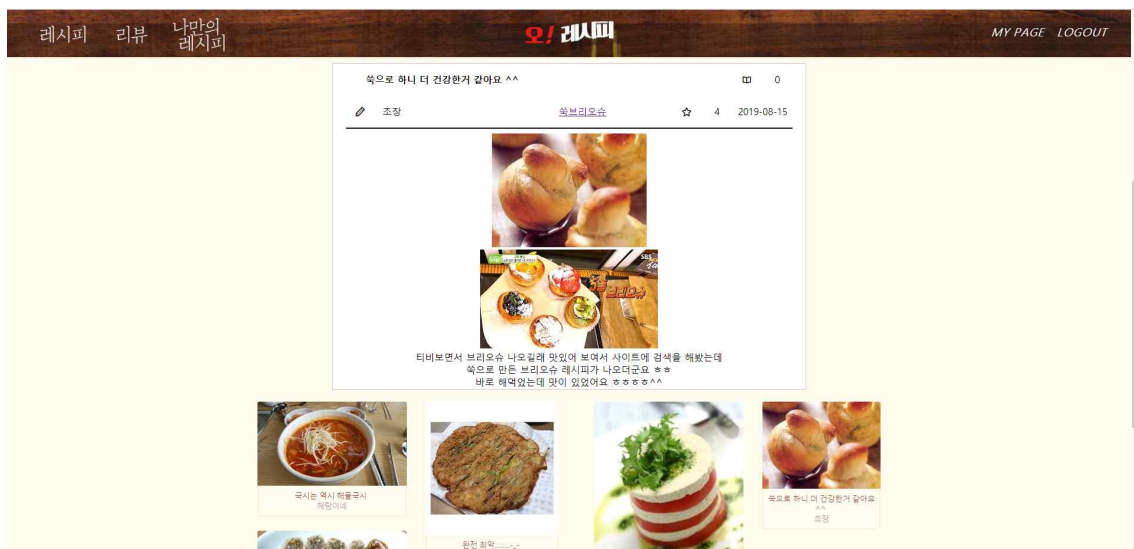 레시피
리뷰
나만의
레시피
오! 레시피
MY PAGE LOGOUT
쑥으로 하니 더 건강한거 같아요 ^^
0
조장
쑥브리오슈
4
2019-08-15
SBS
브리오슈
티비보면서 브리오슈 나오길래 맛있어 보여서 사이트에 검색을 해봤는데
쑥으로 만든 브리오슈 레시피가 나오더군요 ㅎㅎ
바로 해먹었는데 맛이 있었어요 ㅎㅎㅎㅎ^^
국시는 역시 해물국시
해탐이네
완전 최악........-_-
쑥으로 하니 더 건강한거 같아요
^^
조장